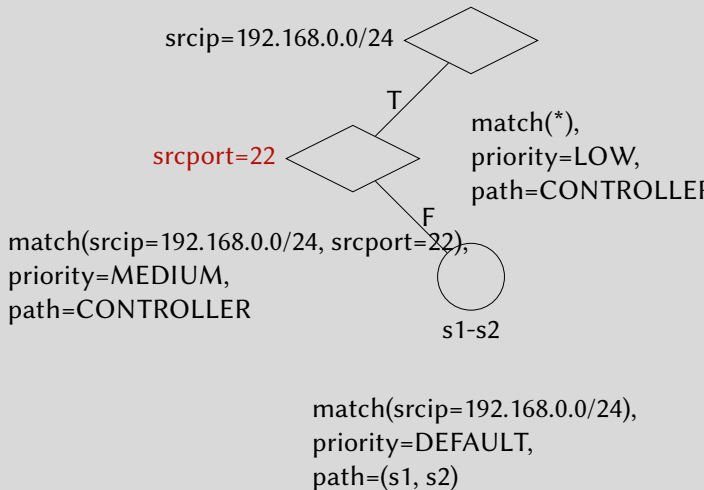 srcip=192.168.0.0/24
T
match(*),
priority=LOW,
path=CONTROLLER
srcport=22
F
match(srcip=192.168.0.0/24, srcport=22),
priority=MEDIUM,
path=CONTROLLER
s1-s2
match(srcip=192.168.0.0/24),
priority=DEFAULT,
path=(s1, s2)